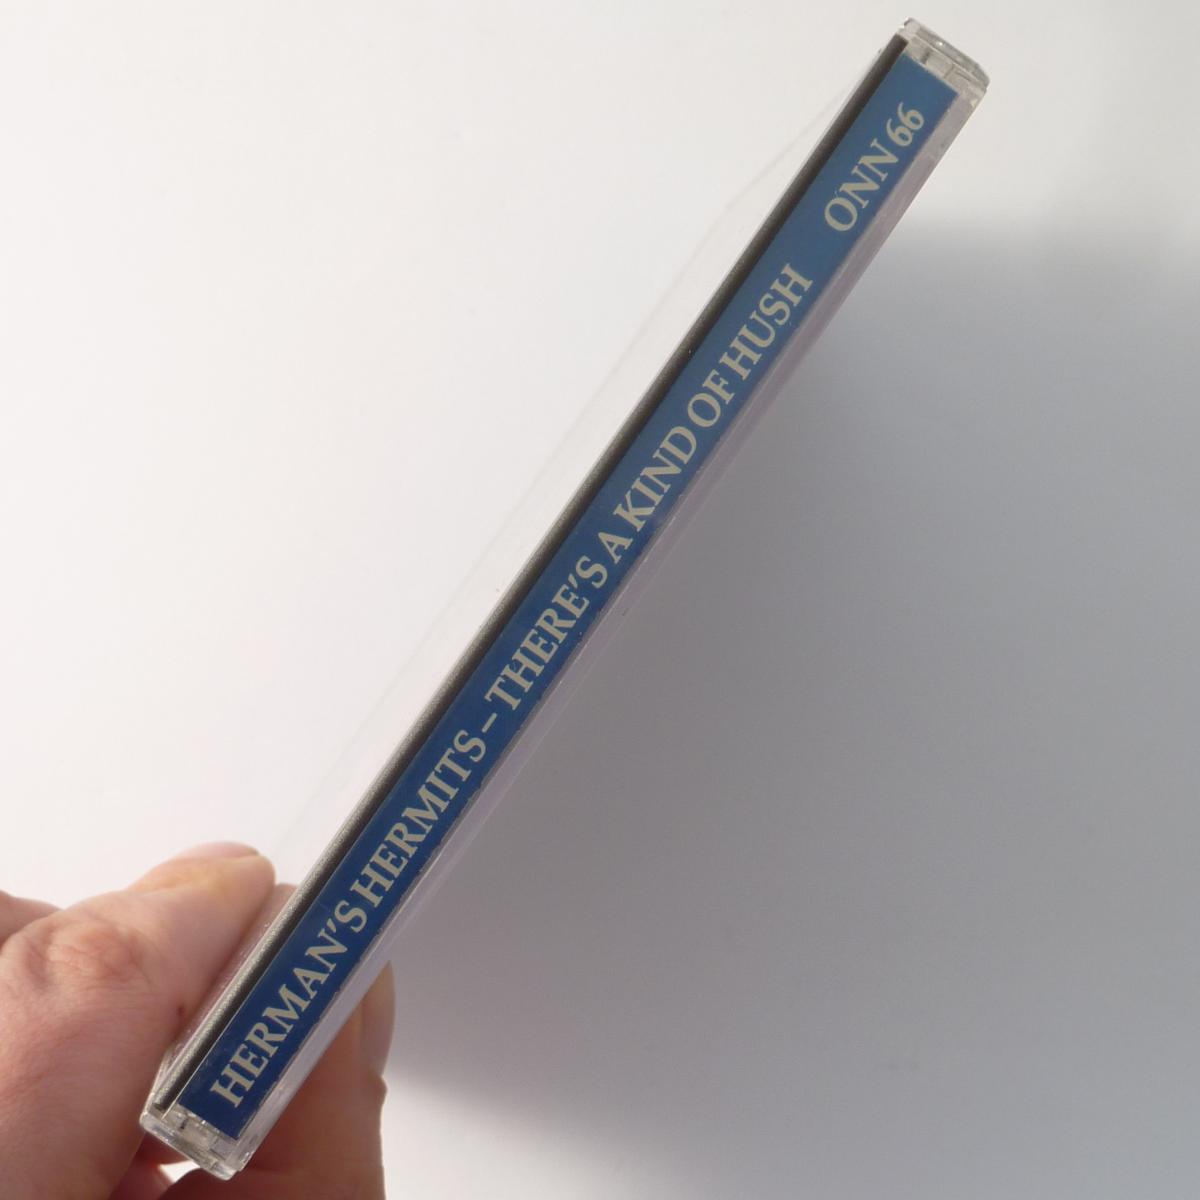 HERMAN'S HERMITS – THERE'S A KIND OF HUSH ONN 66